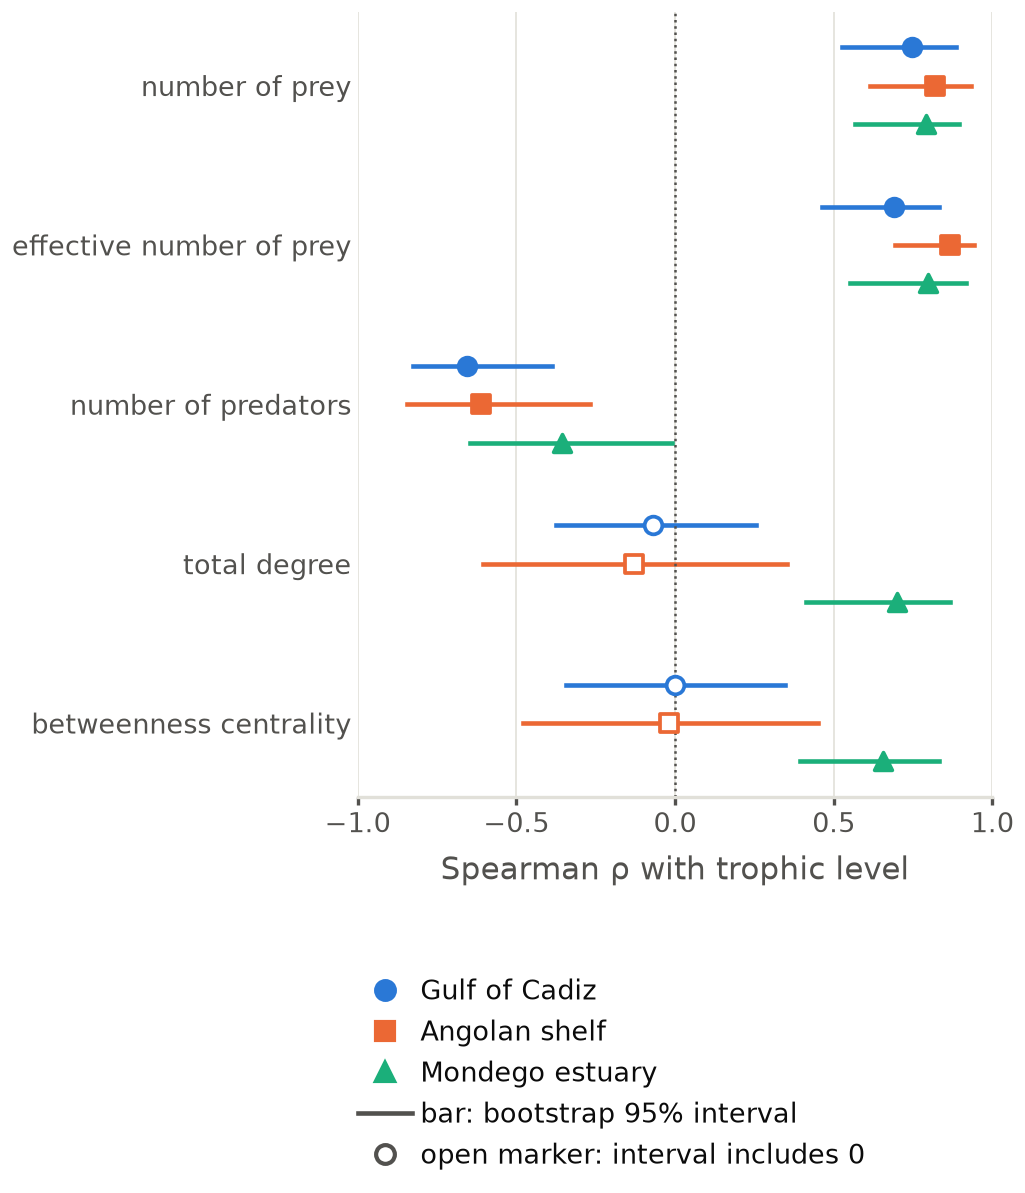 number of prey
effective number of prey
number of predators
total degree
betweenness centrality
−1.0 −0.5 0.0 0.5 1.0
Spearman ρ with trophic level
Gulf of Cadiz
Angolan shelf
Mondego estuary
bar: bootstrap 95% interval
open marker: interval includes 0